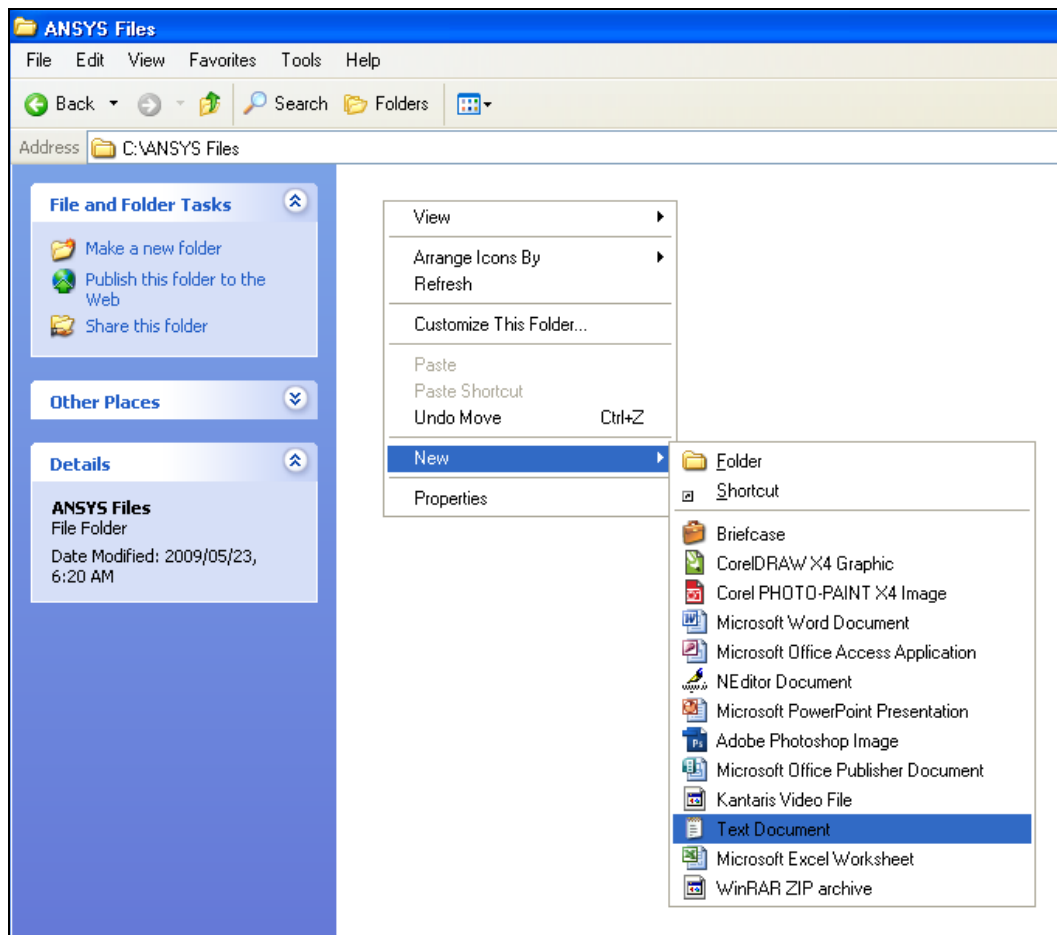 ANSYS Files
File Edit View Favorites Tools Help
Back Search Folders
Address C:\ANSYS Files
File and Folder Tasks
Make a new folder
Publish this folder to the
Web
Share this folder
Other Places
Details
ANSYS Files
File Folder
Date Modified: 2009/05/23,
6:20 AM
View
Arrange Icons By
Refresh
Customize This Folder...
Paste
Paste Shortcut
Undo Move Ctrl+Z
New
Properties
Folder
Shortcut
Briefcase
CorelDRAW X4 Graphic
Corel PHOTO-PAINT X4 Image
Microsoft Word Document
Microsoft Office Access Application
NEditor Document
Microsoft PowerPoint Presentation
Adobe Photoshop Image
Microsoft Office Publisher Document
Kantaris Video File
Text Document
Microsoft Excel Worksheet
WinRAR ZIP archive